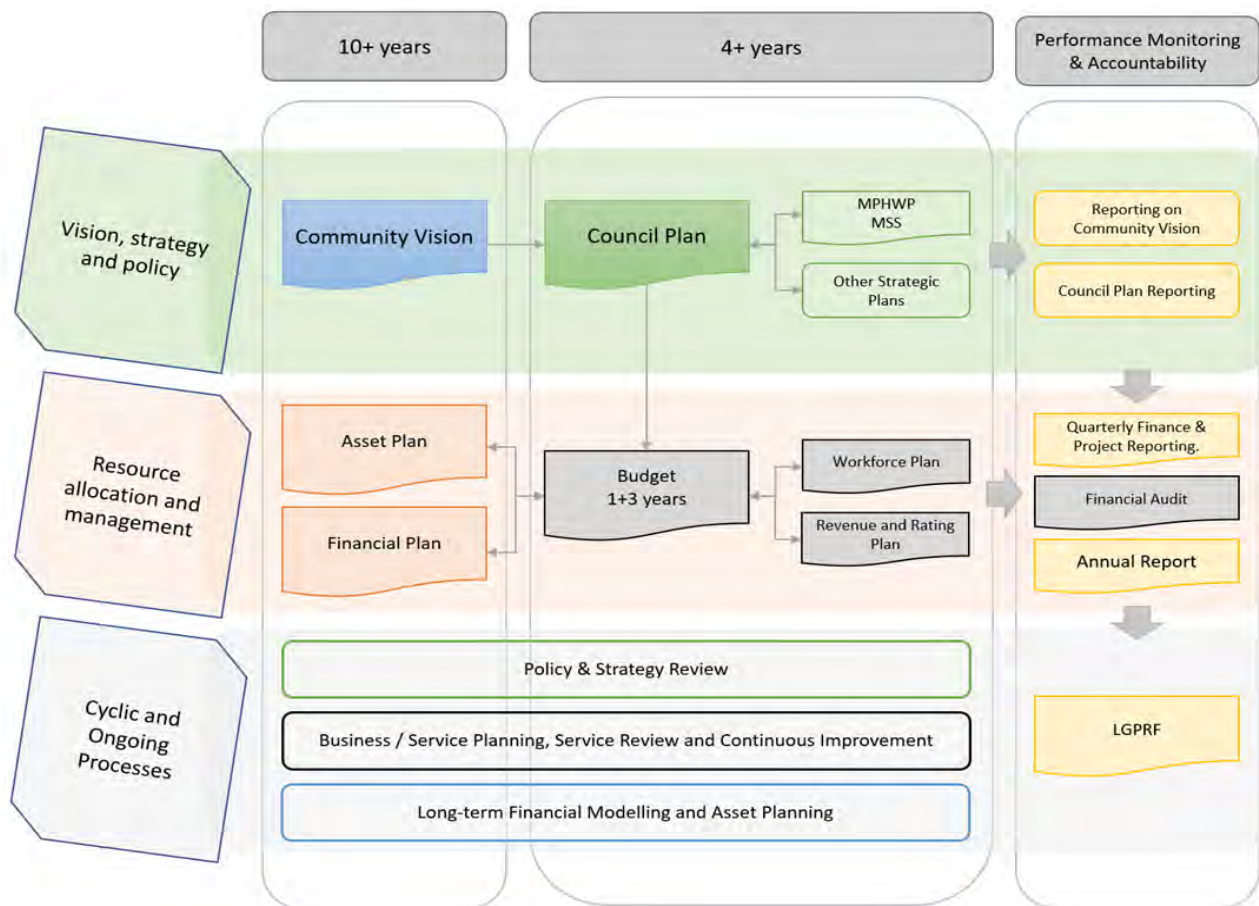 10+ years
4+ years
Performance Monitoring
& Accountability
Vision, strategy
and policy
Community Vision
Council Plan
MPHWP
MSS
Other Strategic
Plans
Reporting on
Community Vision
Council Plan Reporting
Resource
allocation and
management
Asset Plan
Financial Plan
Budget
1+3 years
Workforce Plan
Revenue and Rating
Plan
Quarterly Finance &
Project Reporting.
Financial Audit
Annual Report
Cyclic and
Ongoing
Processes
Policy & Strategy Review
Business / Service Planning, Service Review and Continuous Improvement
Long-term Financial Modelling and Asset Planning
LGPRF